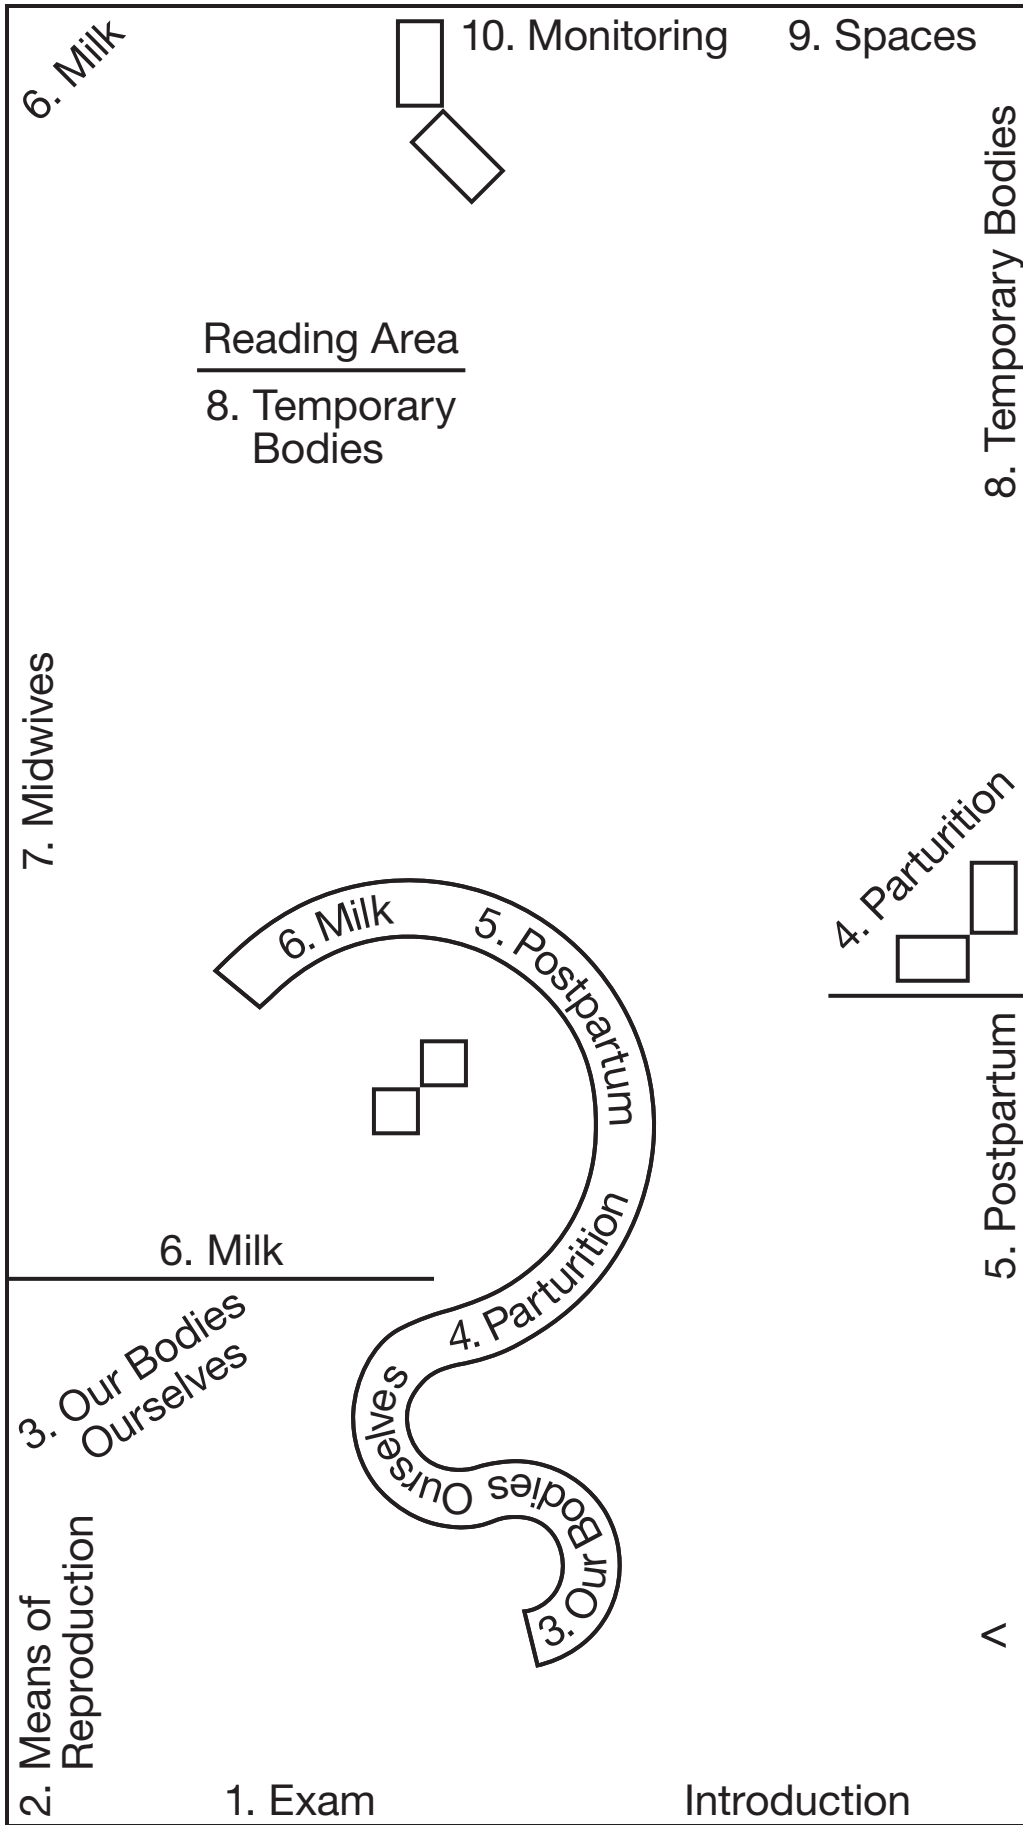 6. Milk
10. Monitoring
9. Spaces
8. Temporary Bodies
Reading Area
8. Temporary
Bodies
7. Midwives
4. Parturition
6. Milk
5. Postpartum
5. Postpartum
4. Parturition
6. Milk
3. Our Bodies
Ourselves
3. Our Bodies Ourselves
2. Means of
Reproduction
<
1. Exam
Introduction